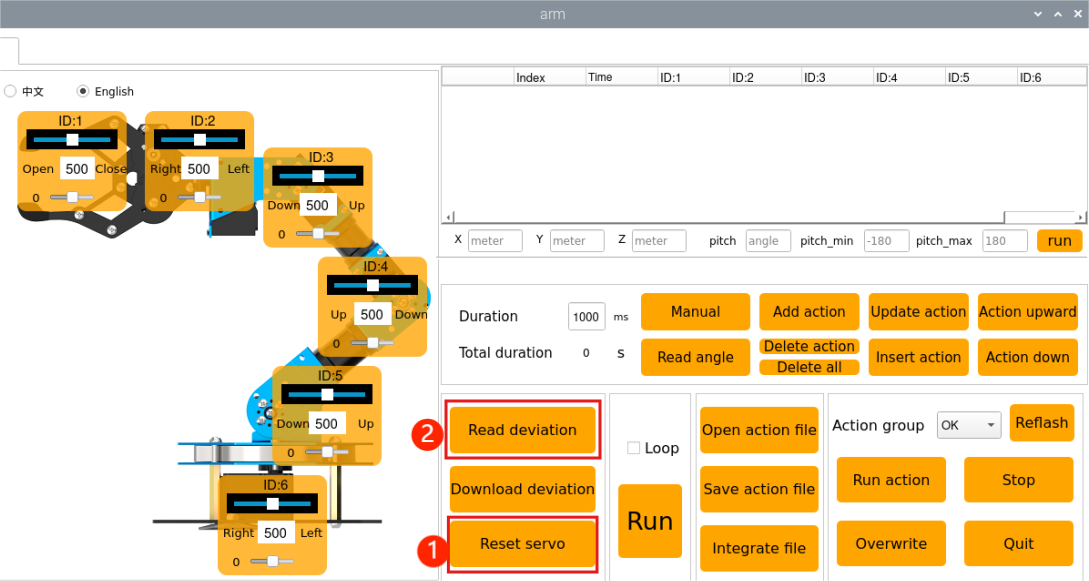 arm
中文 English
Index Time ID:1 ID:2 ID:3 ID:4 ID:5 ID:6
ID:1
Open 500 Close
0
ID:2
Right 500 Left
0
ID:3
Down 500 Up
0
ID:4
Up 500 Down
0
ID:5
Down 500 Up
0
ID:6
Right 500 Left
0
X meter Y meter Z meter pitch angle pitch_min -180 pitch_max 180 run
Duration 1000 ms
Total duration 0 s
Manual Add action Update action Action upward
Read angle Delete action Insert action Action down
Delete all
2 Read deviation
Download deviation
1 Reset servo
Loop
Run
Open action file
Save action file
Integrate file
Action group OK Reflash
Run action Stop
Overwrite Quit